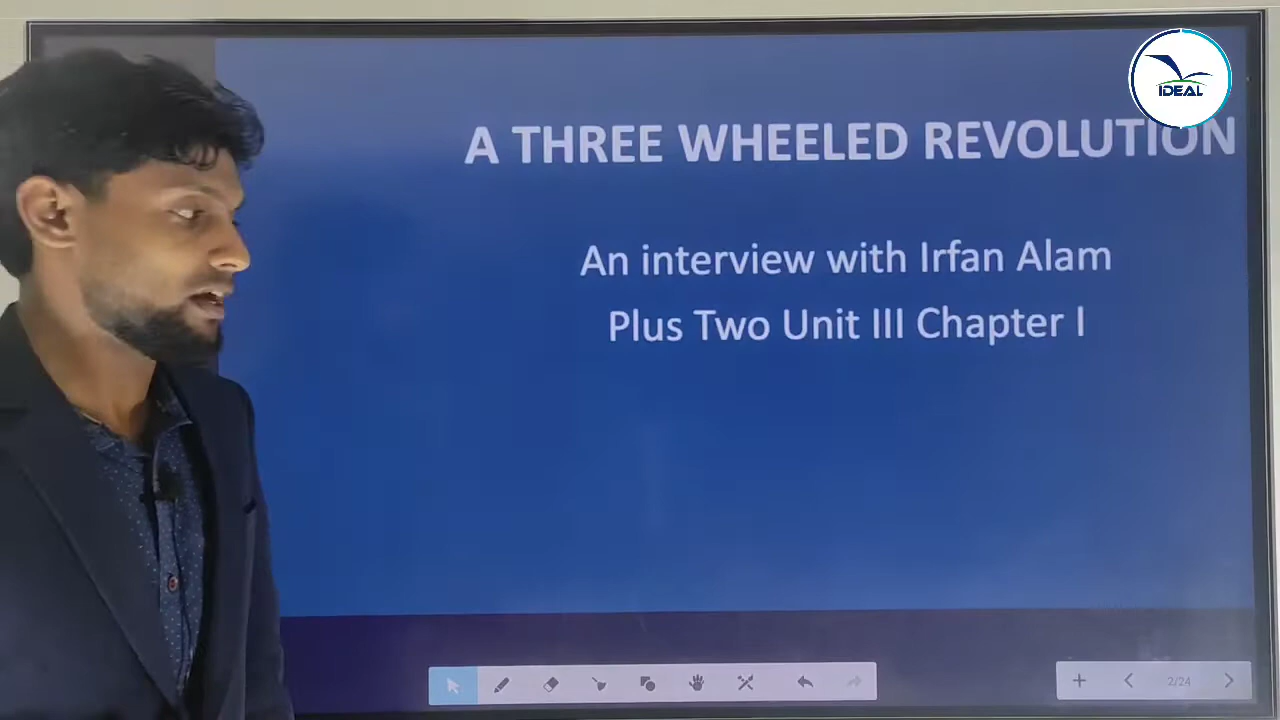 IDEAL
A THREE WHEELED REVOLUTION
An interview with Irfan Alam
Plus Two Unit III Chapter I
2/24